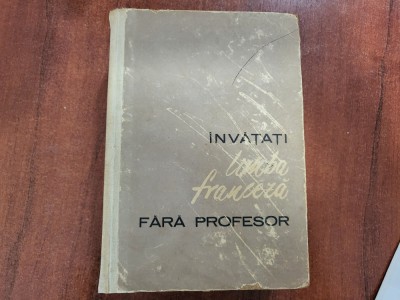 ÎNVĂȚAȚI
limba
franceză
FĂRĂ PROFESOR